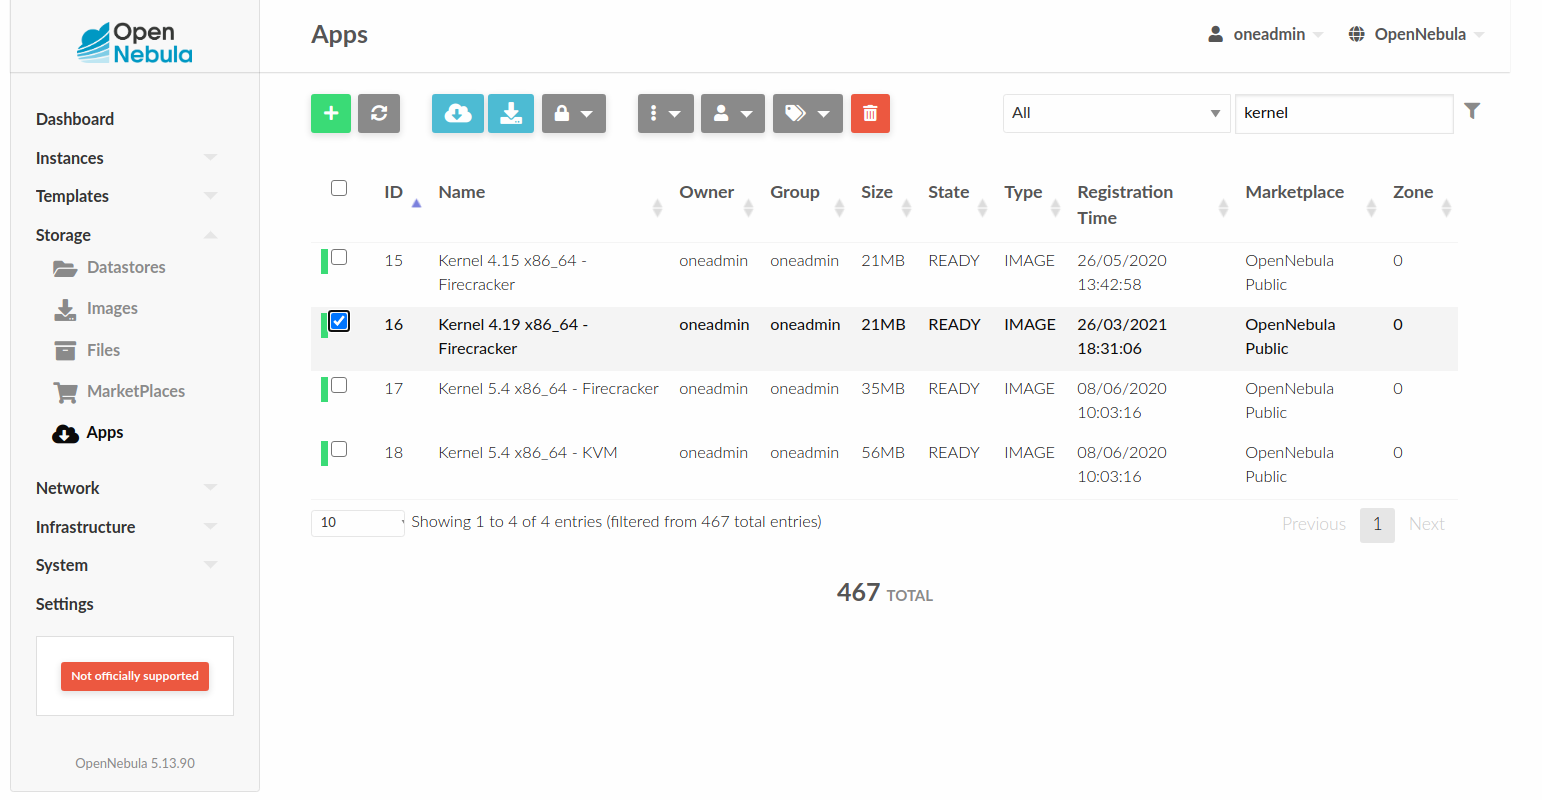 Open
Nebula
Apps
oneadmin
OpenNebula
Dashboard
Instances
Templates
Storage
Datastores
Images
Files
MarketPlaces
Apps
Network
Infrastructure
System
Settings
Not officially supported
OpenNebula 5.13.90
All
kernel
ID Name Owner Group Size State Type Registration Marketplace Zone
Time
15 Kernel 4.15 x86_64 - oneadmin oneadmin 21MB READY IMAGE 26/05/2020 OpenNebula 0
Firecracker 13:42:58 Public
16 Kernel 4.19 x86_64 - oneadmin oneadmin 21MB READY IMAGE 26/03/2021 OpenNebula 0
Firecracker 18:31:06 Public
17 Kernel 5.4 x86_64 - Firecracker oneadmin oneadmin 35MB READY IMAGE 08/06/2020 OpenNebula 0
10:03:16 Public
18 Kernel 5.4 x86_64 - KVM oneadmin oneadmin 56MB READY IMAGE 08/06/2020 OpenNebula 0
10:03:16 Public
10 Showing 1 to 4 of 4 entries (filtered from 467 total entries) Previous 1 Next
467 TOTAL